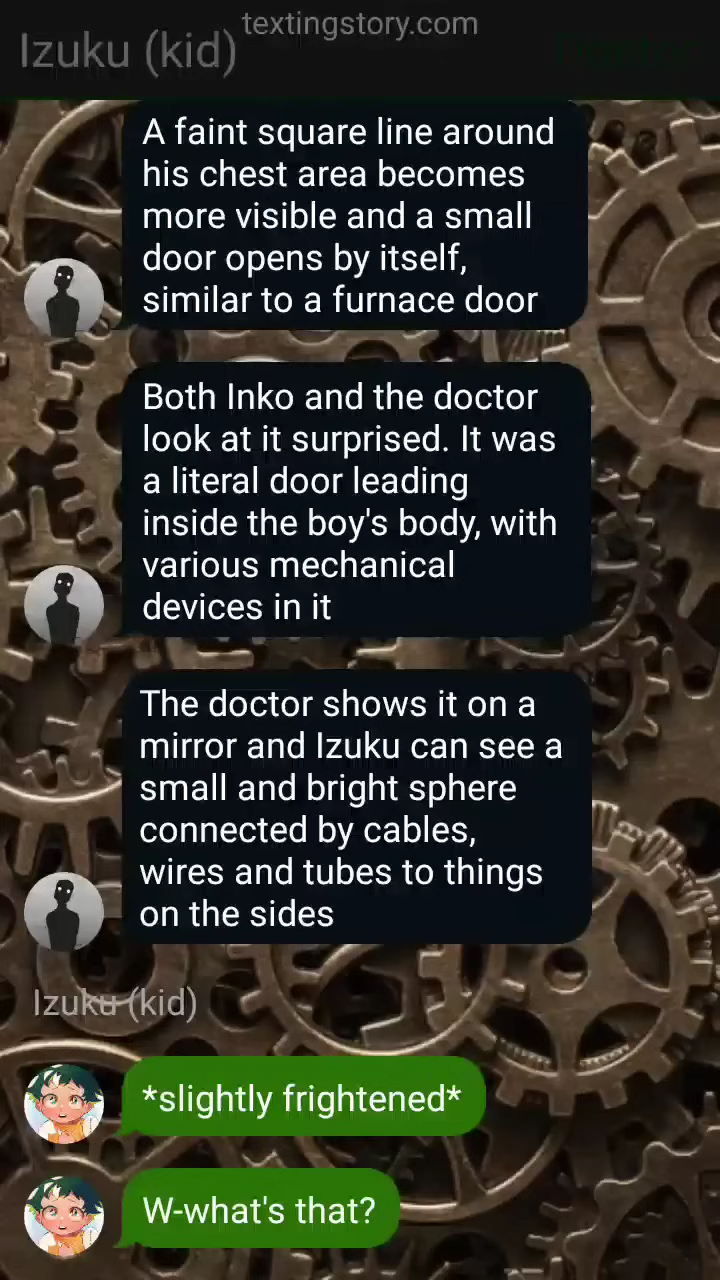 textingstory.com
Izuku (kid)
A faint square line around
his chest area becomes
more visible and a small
door opens by itself,
similar to a furnace door
Both Inko and the doctor
look at it surprised. It was
a literal door leading
inside the boy's body, with
various mechanical
devices in it
The doctor shows it on a
mirror and Izuku can see a
small and bright sphere
connected by cables,
wires and tubes to things
on the sides
Izuku (kid)
*slightly frightened*
W-what's that?